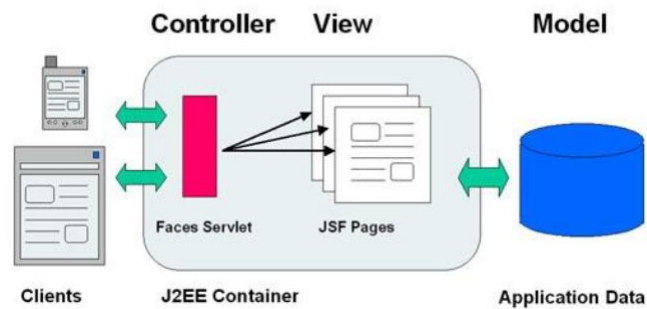 Controller View Model
Faces Servlet JSF Pages
Clients J2EE Container Application Data